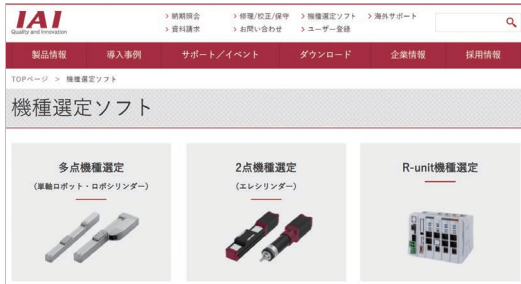 IAI
Quality and Innovation
> 納期照会 > 修理/校正/保守 > 機種選定ソフト > 海外サポート
> 資料請求 > お問い合わせ > ユーザー登録
製品情報 導入事例 サポート／イベント ダウンロード 企業情報 採用情報
TOPページ > 機種選定ソフト
機種選定ソフト
多点機種選定
(単軸ロボット・ロボシリンダー)
2点機種選定
(エレシリンダー)
R-unit機種選定